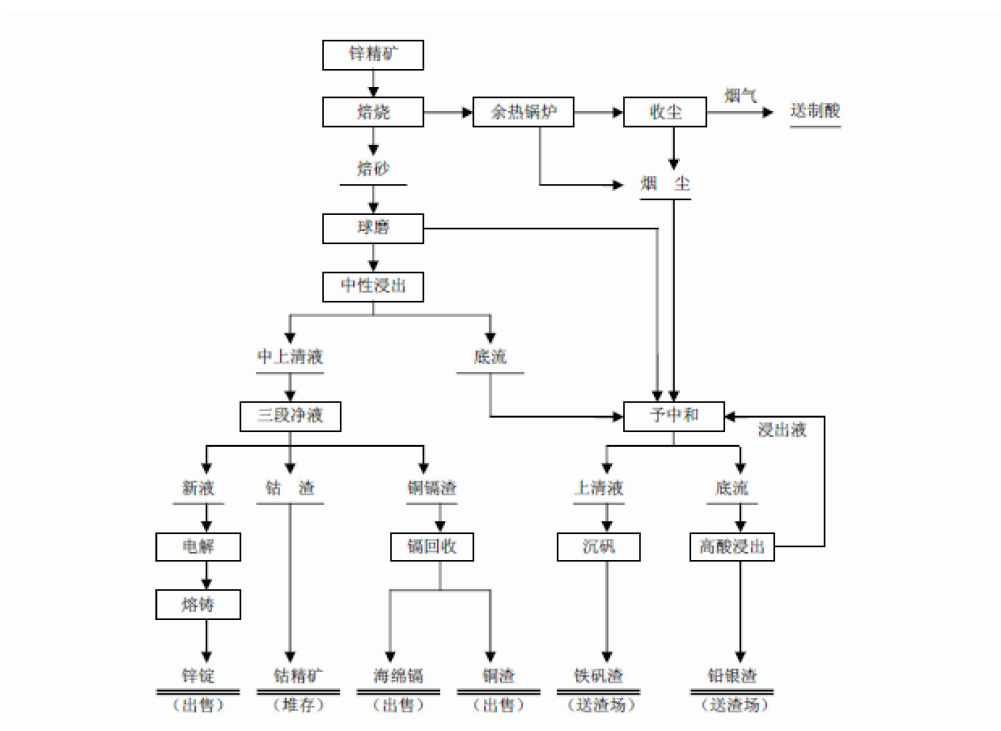 锌精矿
烟气
焙烧
余热锅炉
收尘
送制酸
焙砂
烟 尘
球磨
中性浸出
中上清液
底流
三段净液
予中和
浸出液
新液
钴 渣
铜镉渣
上清液
底流
电解
镉回收
沉矾
高酸浸出
熔铸
锌锭
钴精矿
海绵镉
铜渣
铁矾渣
铅银渣
(出售)
(堆存)
(出售)
(出售)
(送渣场)
(送渣场)